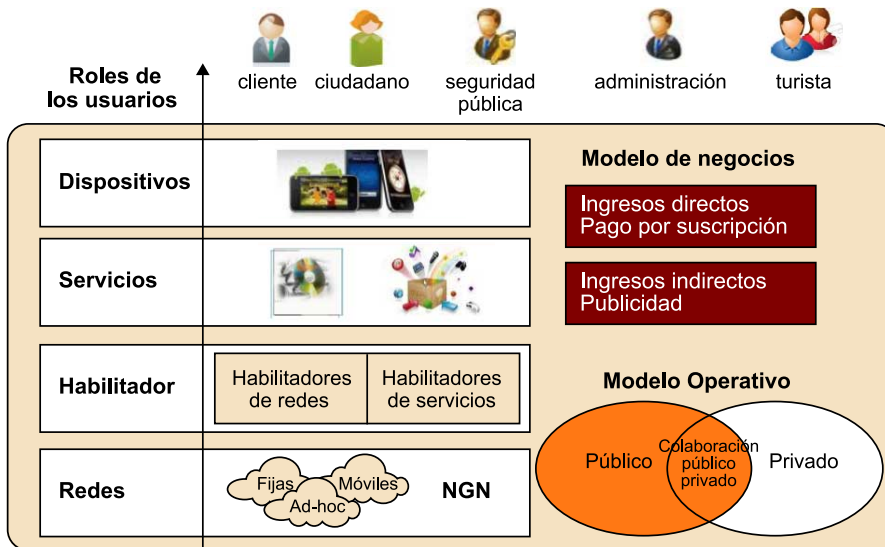 Roles de
los usuarios
cliente
ciudadano
seguridad
pública
administración
turista
Dispositivos
Servicios
Habilitador
Habilitadores
de redes
Habilitadores
de servicios
Redes
Fijas
Móviles
Ad-hoc
NGN
Modelo de negocios
Ingresos directos
Pago por suscripción
Ingresos indirectos
Publicidad
Modelo Operativo
Público
Colaboración
público
privado
Privado